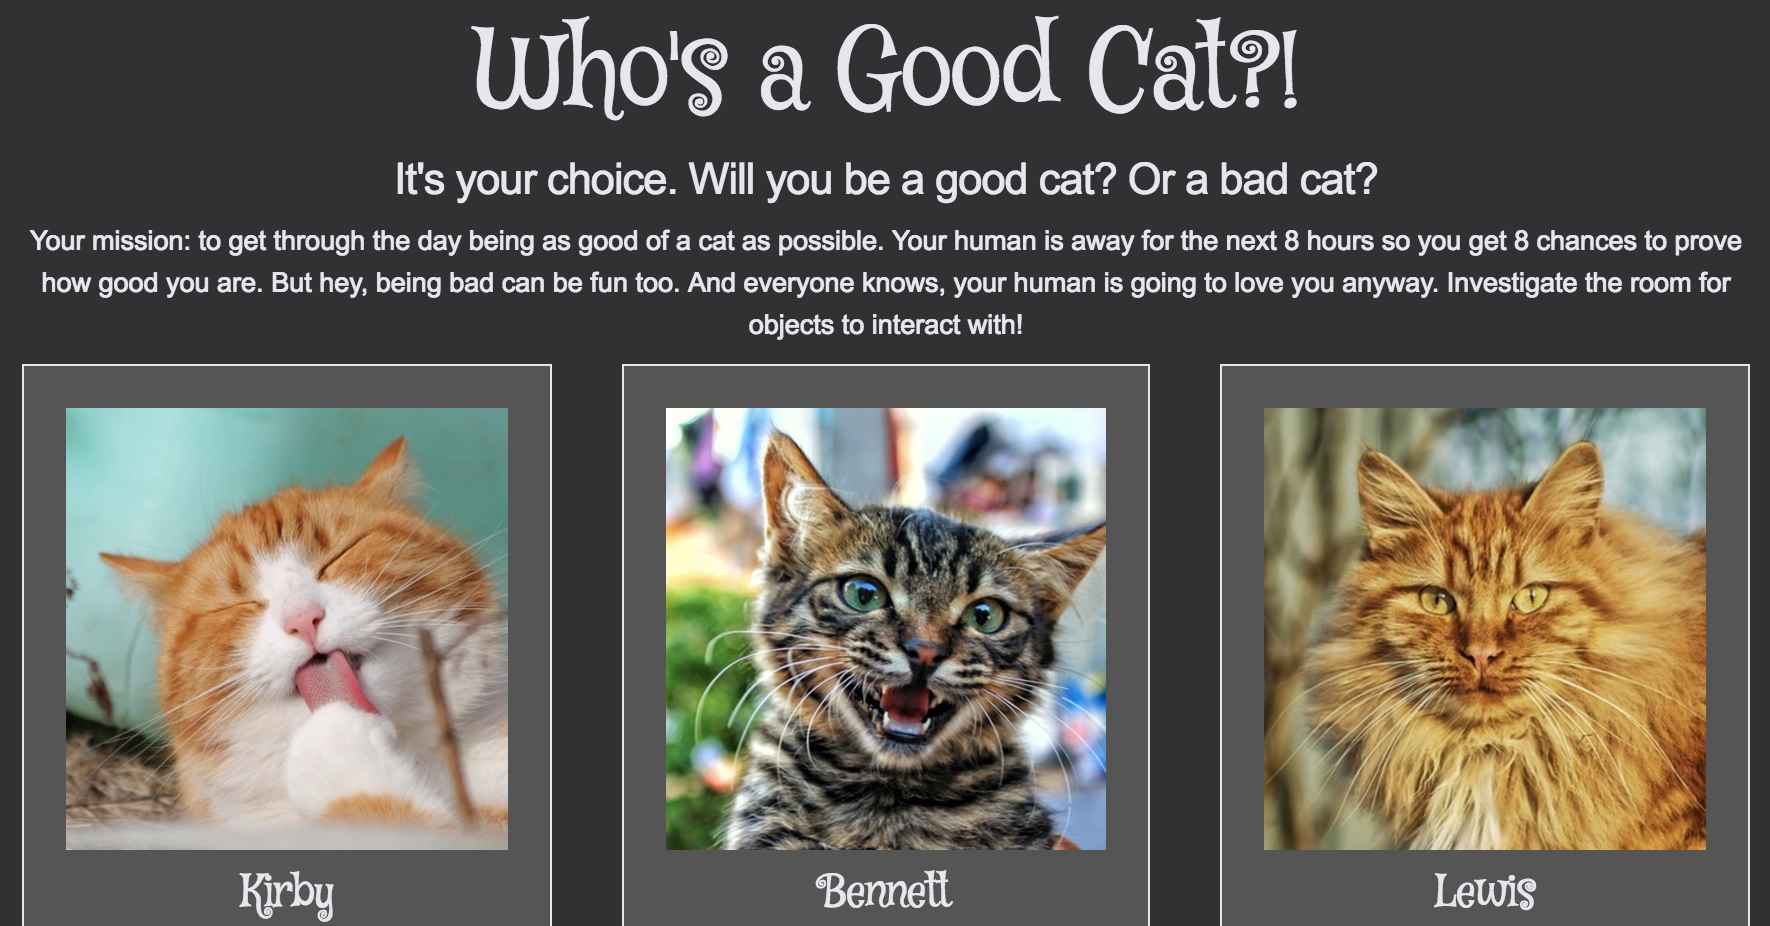 Who's a Good Cat?!
It's your choice. Will you be a good cat? Or a bad cat?
Your mission: to get through the day being as good of a cat as possible. Your human is away for the next 8 hours so you get 8 chances to prove
how good you are. But hey, being bad can be fun too. And everyone knows, your human is going to love you anyway. Investigate the room for
objects to interact with!
Kirby
Bennett
Lewis